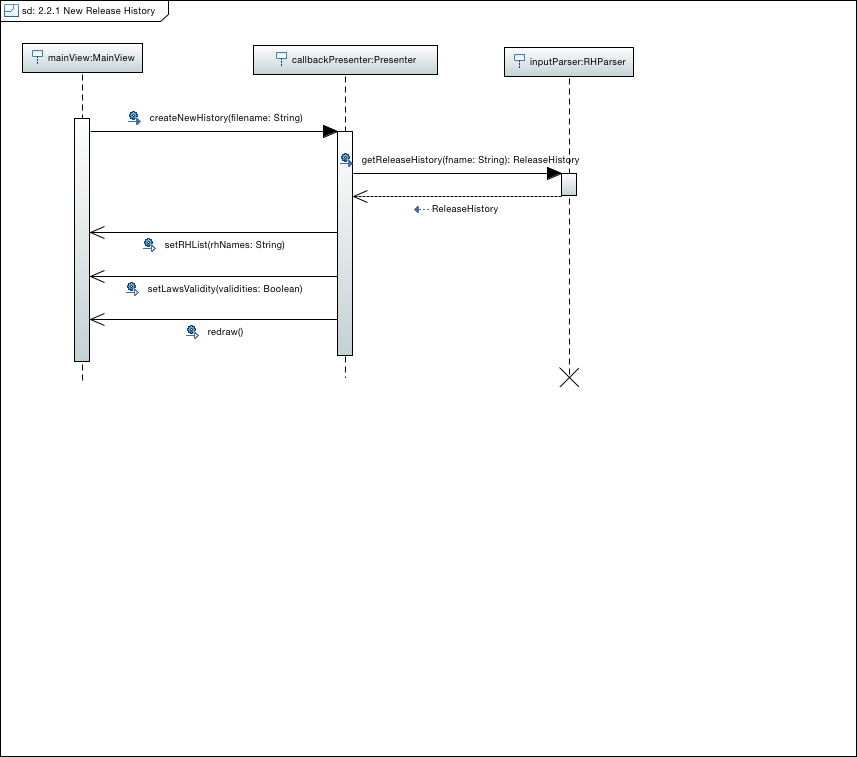 sd: 2.2.1 New Release History
mainView:MainView
callbackPresenter:Presenter
inputParser:RHParser
createNewHistory(filename: String)
getReleaseHistory(fname: String): ReleaseHistory
ReleaseHistory
setRHList(rhNames: String)
setLawsValidity(validities: Boolean)
redraw()